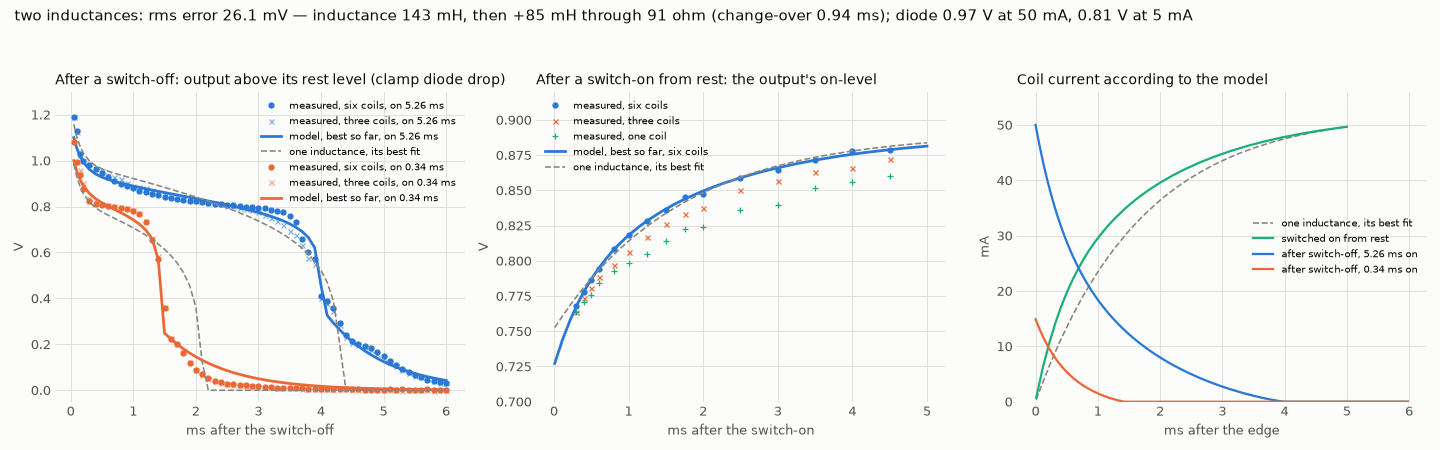 two inductances: rms error 26.1 mV — inductance 143 mH, then +85 mH through 91 ohm (change-over 0.94 ms); diode 0.97 V at 50 mA, 0.81 V at 5 mA
After a switch-off: output above its rest level (clamp diode drop)
V
1.2
1.0
0.8
0.6
0.4
0.2
0.0
measured, six coils, on 5.26 ms
measured, three coils, on 5.26 ms
model, best so far, on 5.26 ms
one inductance, its best fit
measured, six coils, on 0.34 ms
measured, three coils, on 0.34 ms
model, best so far, on 0.34 ms
0 1 2 3 4 5 6
ms after the switch-off
After a switch-on from rest: the output's on-level
V
0.900
0.875
0.850
0.825
0.800
0.775
0.750
0.725
0.700
measured, six coils
measured, three coils
measured, one coil
model, best so far, six coils
one inductance, its best fit
0 1 2 3 4 5
ms after the switch-on
Coil current according to the model
mA
50
40
30
20
10
0
one inductance, its best fit
switched on from rest
after switch-off, 5.26 ms on
after switch-off, 0.34 ms on
0 1 2 3 4 5 6
ms after the edge